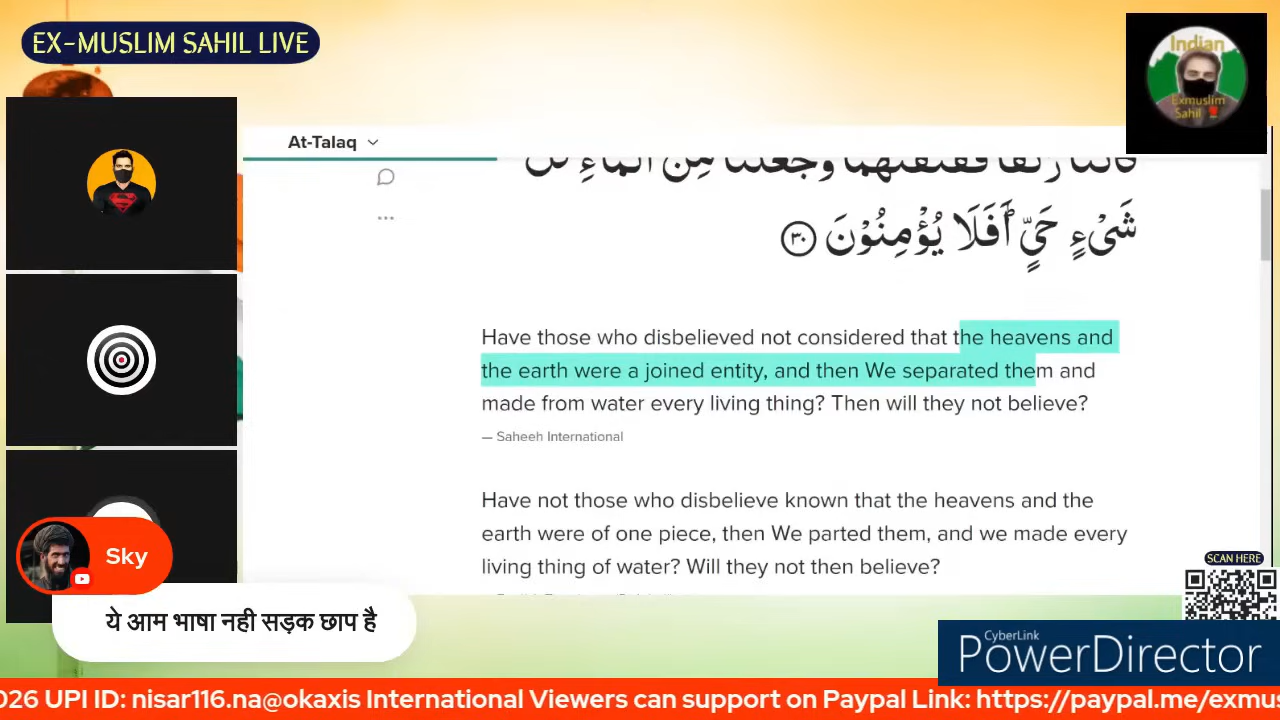 EX-MUSLIM SAHIL LIVE
Indian
Exmuslim
Sahil
At-Talaq
شَىْءٍ حَىٍّ ؕ اَفَلَا يُؤْمِنُوْنَ ۟۳۰
Have those who disbelieved not considered that the heavens and
the earth were a joined entity, and then We separated them and
made from water every living thing? Then will they not believe?
— Saheeh International
Have not those who disbelieve known that the heavens and the
earth were of one piece, then We parted them, and we made every
living thing of water? Will they not then believe?
Sky
ये आम भाषा नही सड़क छाप है
SCAN HERE
CyberLink
PowerDirector
026 UPI ID: nisar116.na@okaxis International Viewers can support on Paypal Link: https://paypal.me/exmus